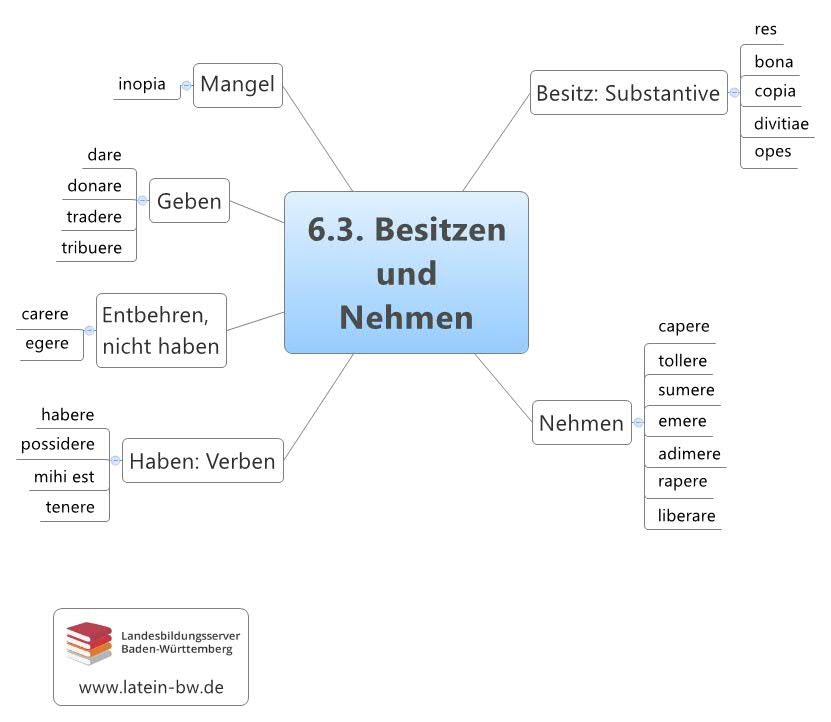 6.3. Besitzen
und
Nehmen
Besitz: Substantive
res
bona
copia
divitiae
opes
Nehmen
capere
tollere
sumere
emere
adimere
rapere
liberare
Mangel
inopia
Geben
dare
donare
tradere
tribuere
Entbehren,
nicht haben
carere
egere
Haben: Verben
habere
possidere
mihi est
tenere
Landesbildungsserver
Baden-Württemberg
www.latein-bw.de